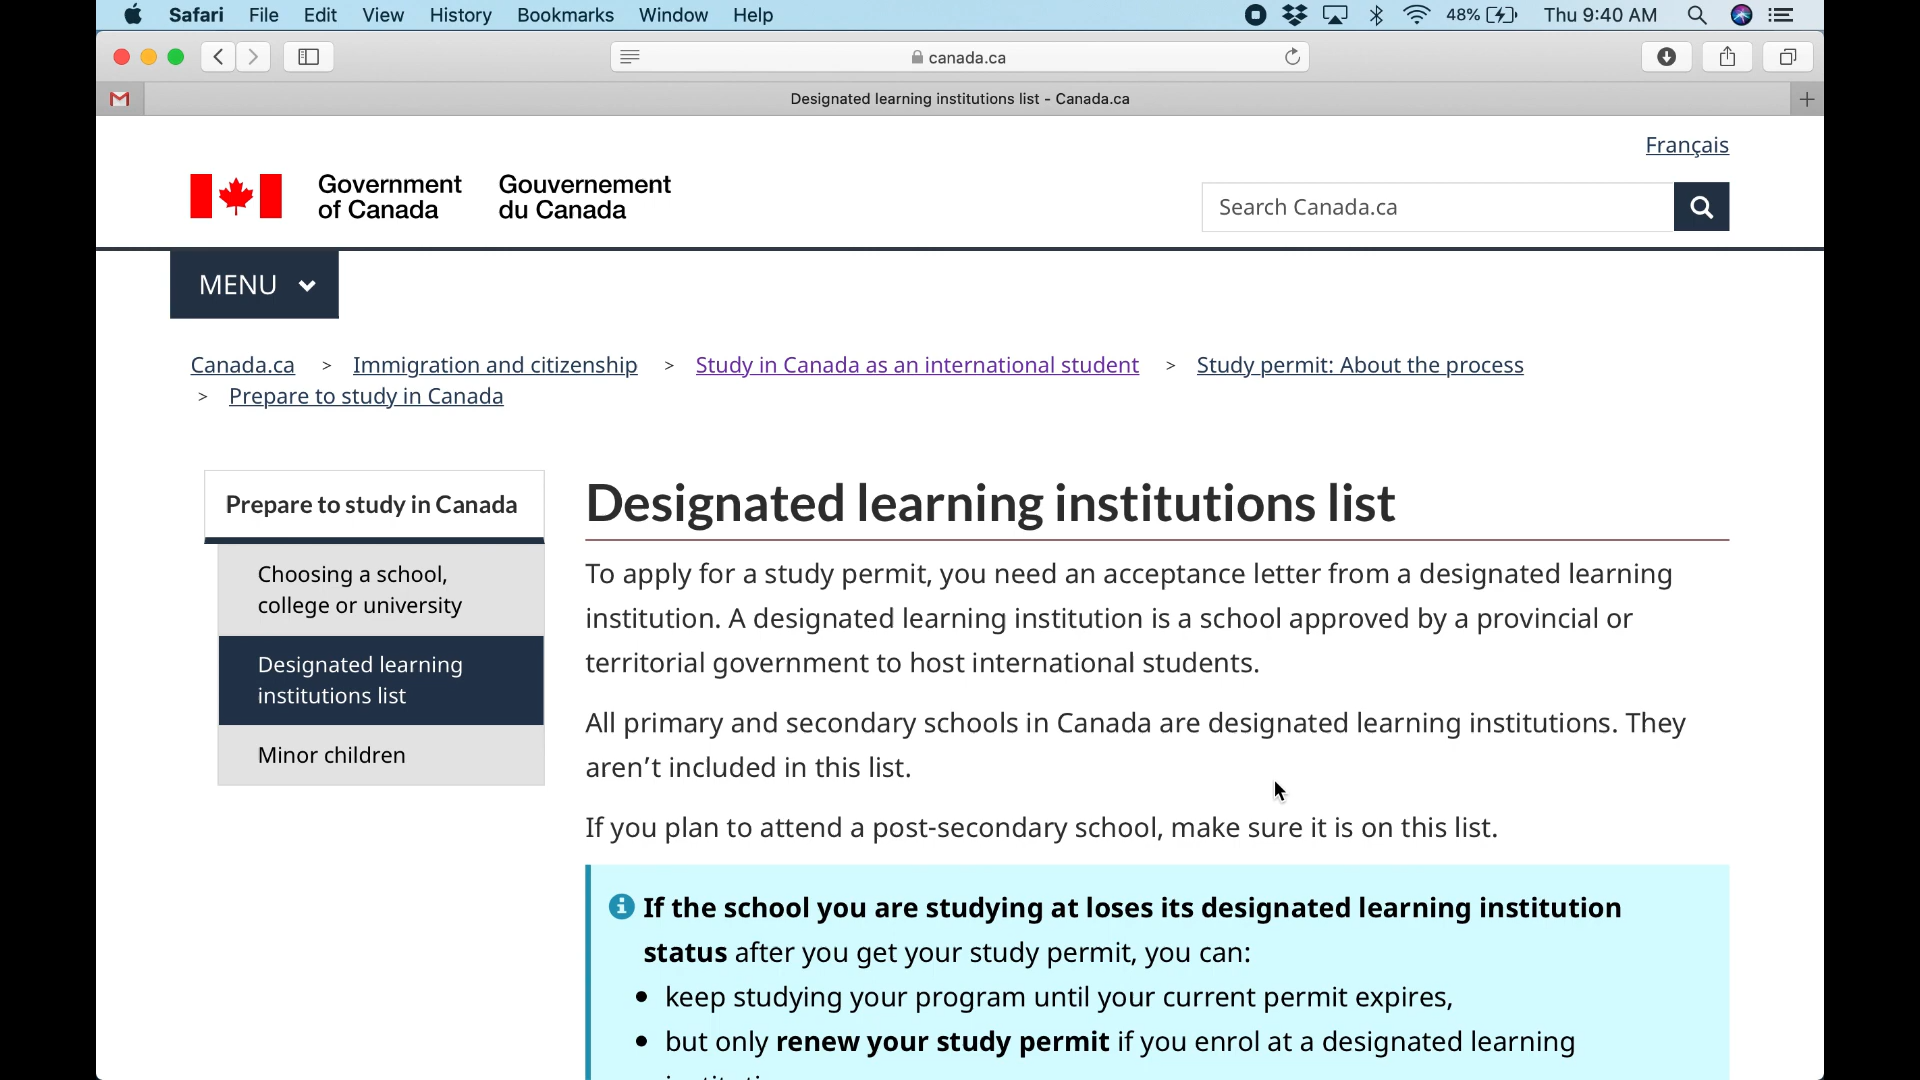 Safari File Edit View History Bookmarks Window Help 48% Thu 9:40 AM
canada.ca
Designated learning institutions list - Canada.ca
Français
Government of Canada
Gouvernement du Canada
Search Canada.ca
MENU
Canada.ca > Immigration and citizenship > Study in Canada as an international student > Study permit: About the process
> Prepare to study in Canada
Prepare to study in Canada
Choosing a school,
college or university
Designated learning
institutions list
Minor children
Designated learning institutions list
To apply for a study permit, you need an acceptance letter from a designated learning
institution. A designated learning institution is a school approved by a provincial or
territorial government to host international students.
All primary and secondary schools in Canada are designated learning institutions. They
aren’t included in this list.
If you plan to attend a post-secondary school, make sure it is on this list.
If the school you are studying at loses its designated learning institution
status after you get your study permit, you can:
• keep studying your program until your current permit expires,
• but only renew your study permit if you enrol at a designated learning